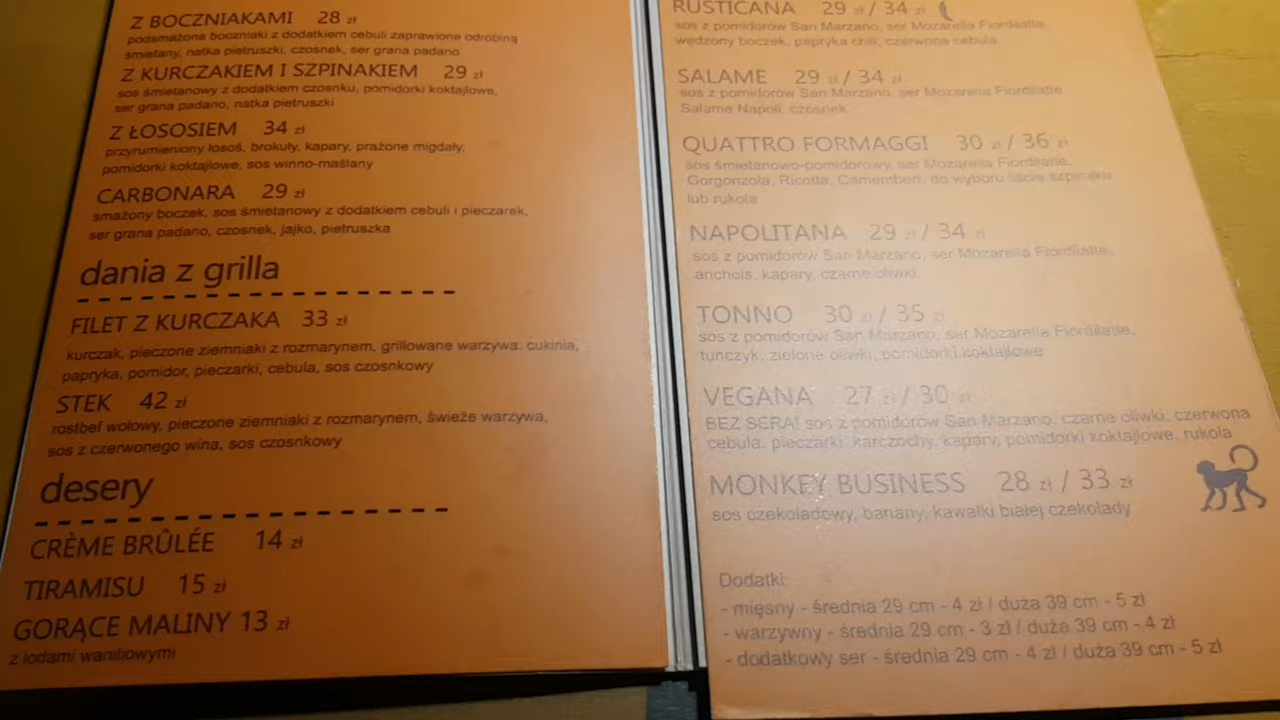 Z BOCZNIAKAMI 28 zł
podsmażone boczniaki z dodatkiem cebuli zaprawione odrobiną
śmietany, natka pietruszki, czosnek, ser grana padano
Z KURCZAKIEM I SZPINAKIEM 29 zł
sos śmietanowy z dodatkiem czosnku, pomidorki koktajlowe,
ser grana padano, natka pietruszki
Z ŁOSOSIEM 34 zł
przyrumieniony łosoś, brokuły, kapary, prażone migdały,
pomidorki koktajlowe, sos winno-maślany
CARBONARA 29 zł
smażony boczek, sos śmietanowy z dodatkiem cebuli i pieczarek,
ser grana padano, czosnek, jajko, pietruszka
dania z grilla
FILET Z KURCZAKA 33 zł
kurczak, pieczone ziemniaki z rozmarynem, grillowane warzywa: cukinia,
papryka, pomidor, pieczarki, cebula, sos czosnkowy
STEK 42 zł
rostbef wołowy, pieczone ziemniaki z rozmarynem, świeże warzywa,
sos z czerwonego wina, sos czosnkowy
desery
CRÈME BRÛLÉE 14 zł
TIRAMISU 15 zł
GORĄCE MALINY 13 zł
z lodami waniliowymi
RUSTICANA 29 zł / 34 zł
sos z pomidorów San Marzano, ser Mozarella Fiordilatte,
wędzony boczek, papryka chili, czerwona cebula
SALAME 29 zł / 34 zł
sos z pomidorów San Marzano, ser Mozarella Fiordilatte,
Salame Napoli, czosnek
QUATTRO FORMAGGI 30 zł / 36 zł
sos śmietanowo-pomidorowy, ser Mozarella Fiordilatte,
Gorgonzola, Ricotta, Camembert, do wyboru liście szpinaku
lub rukola
NAPOLITANA 29 zł / 34 zł
sos z pomidorów San Marzano, ser Mozarella Fiordilatte,
anchois, kapary, czarne oliwki
TONNO 30 zł / 35 zł
sos z pomidorów San Marzano, ser Mozarella Fiordilatte,
tuńczyk, zielone oliwki, pomidorki koktajlowe
VEGANA 27 zł / 30 zł
BEZ SERA! sos z pomidorów San Marzano, czarne oliwki, czerwona
cebula, pieczarki, karczochy, kapary, pomidorki koktajlowe, rukola
MONKEY BUSINESS 28 zł / 33 zł
sos czekoladowy, banany, kawałki białej czekolady
Dodatki:
- mięsny - średnia 29 cm - 4 zł / duża 39 cm - 5 zł
- warzywny - średnia 29 cm - 3 zł / duża 39 cm - 4 zł
- dodatkowy ser - średnia 29 cm - 4 zł / duża 39 cm - 5 zł